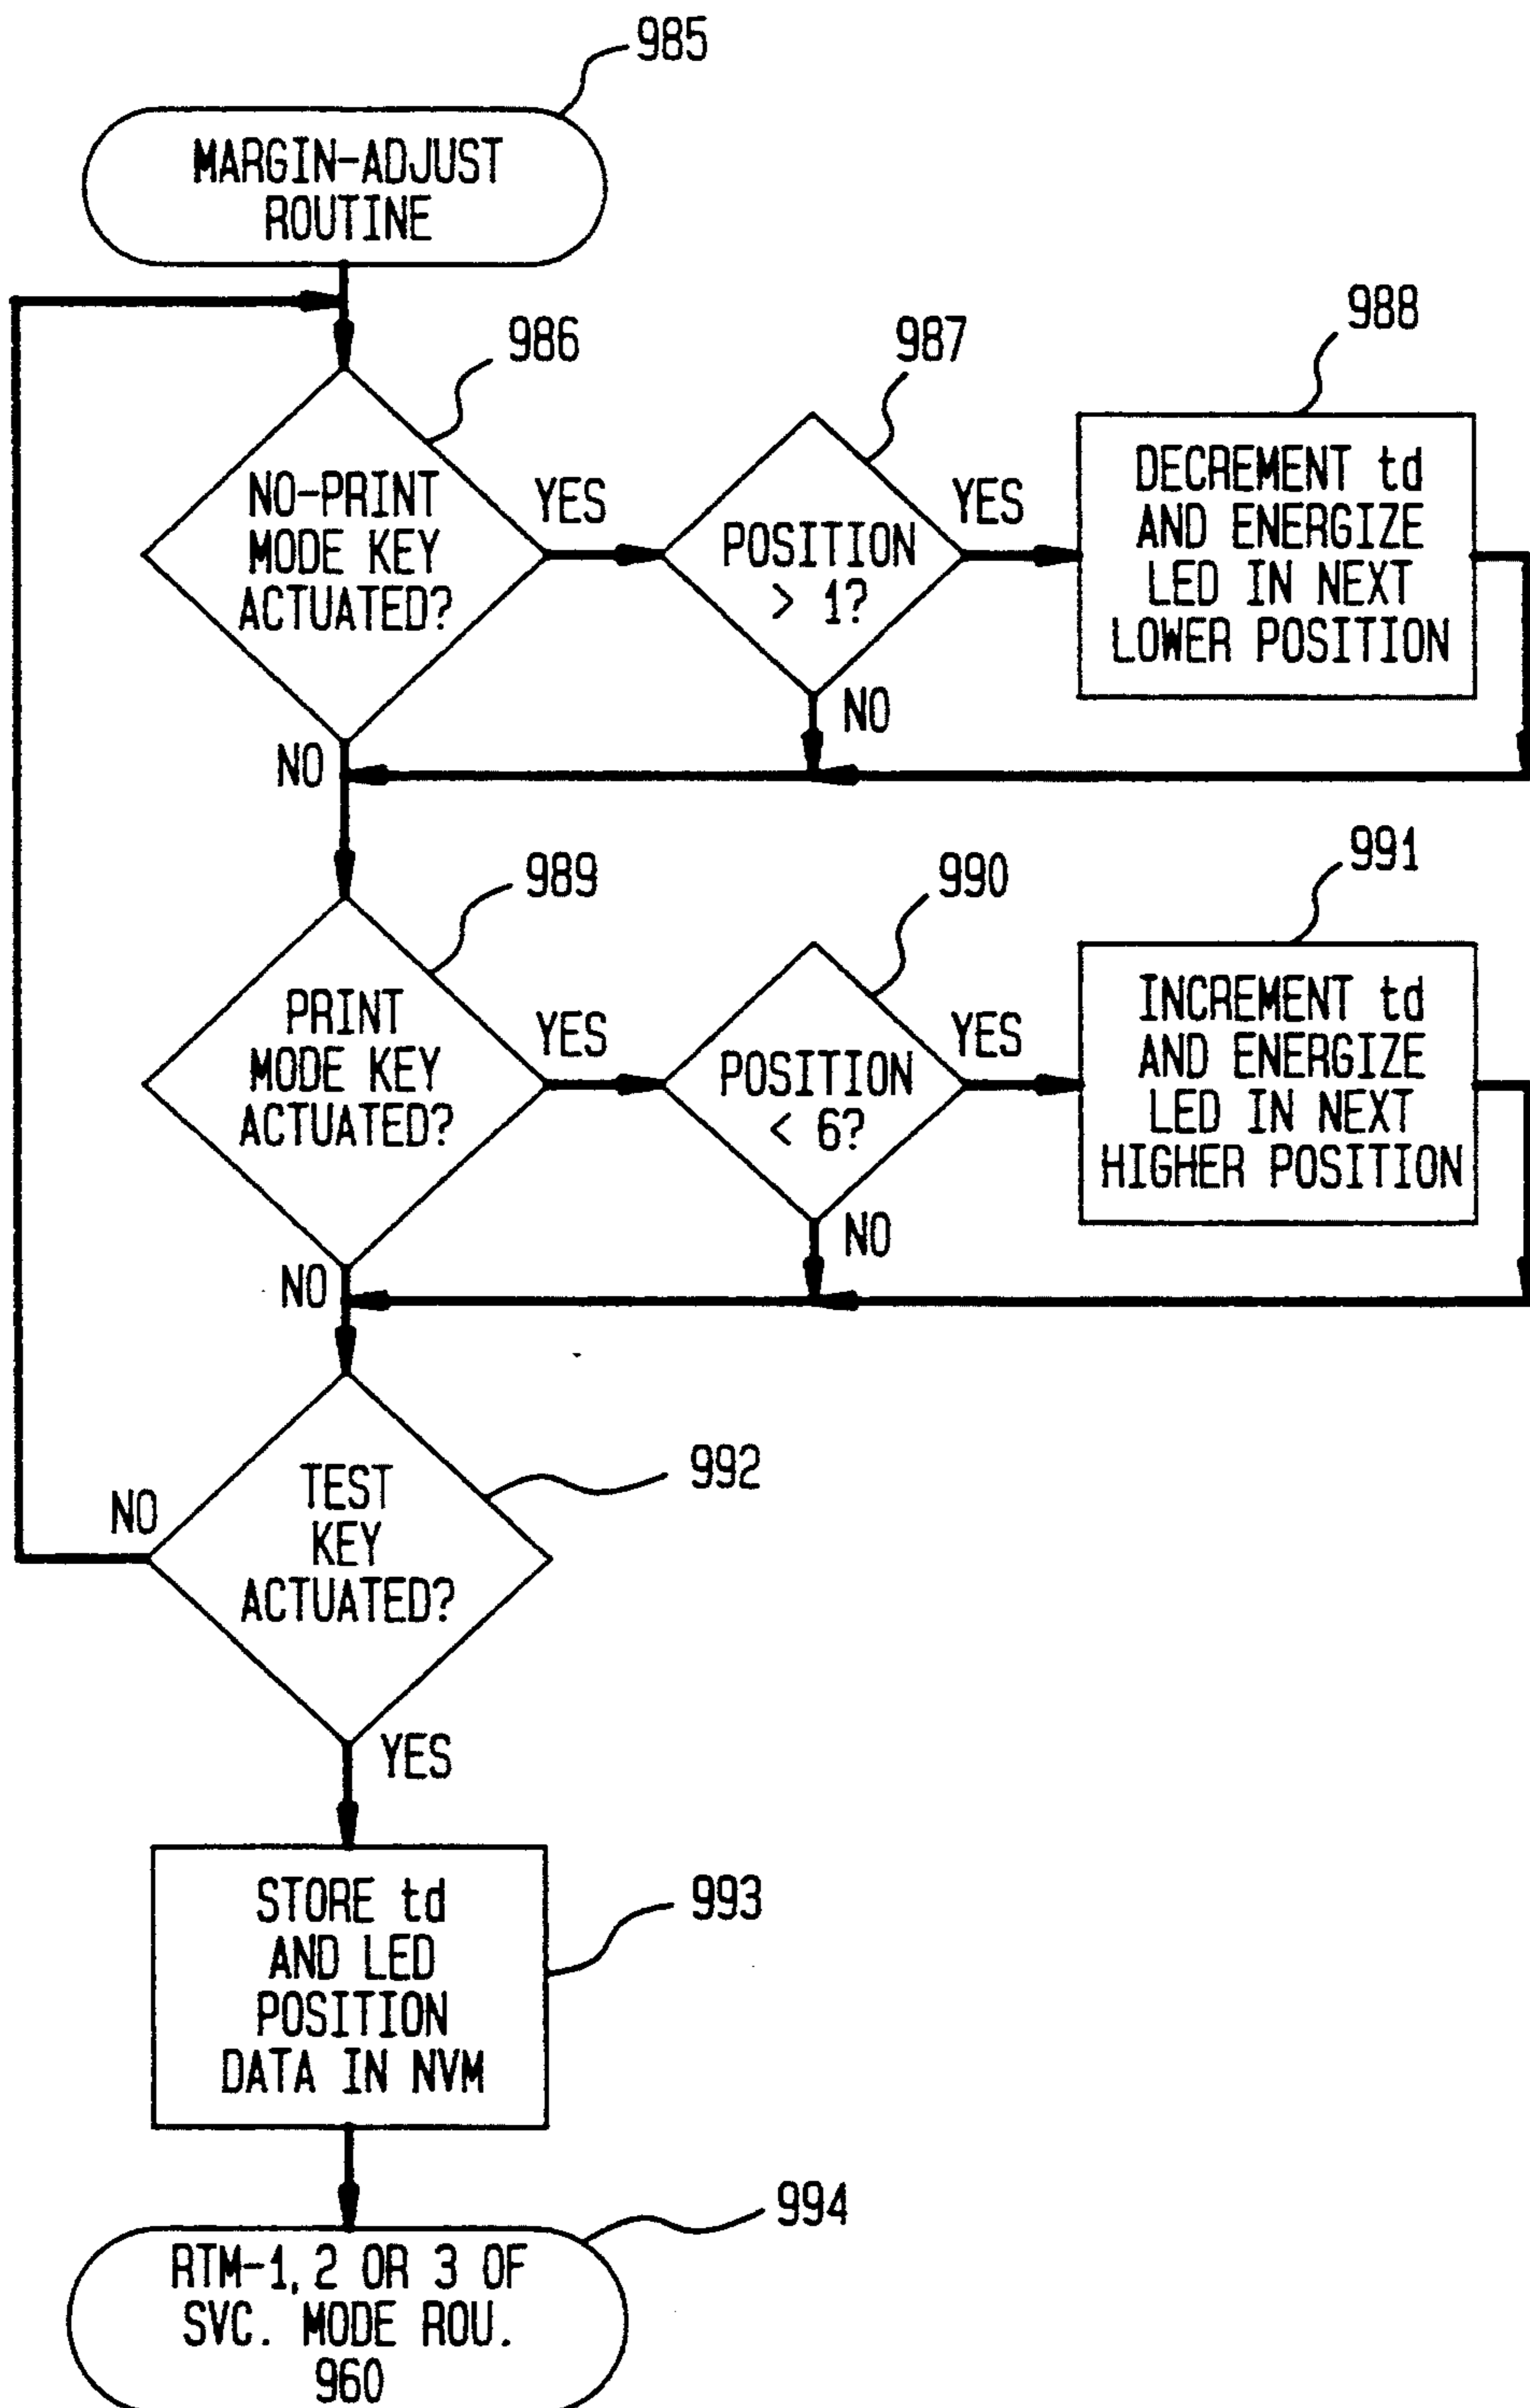 985
MARGIN-ADJUST
ROUTINE
986
987
988
NO-PRINT
MODE KEY
ACTUATED?
YES
POSITION
> 1?
YES
DECREMENT td
AND ENERGIZE
LED IN NEXT
LOWER POSITION
NO
NO
989
990
991
PRINT
MODE KEY
ACTUATED?
YES
POSITION
< 6?
YES
INCREMENT td
AND ENERGIZE
LED IN NEXT
HIGHER POSITION
NO
NO
992
TEST
KEY
ACTUATED?
NO
YES
993
STORE td
AND LED
POSITION
DATA IN NVM
994
RTM-1, 2 OR 3 OF
SVC. MODE ROU.
960